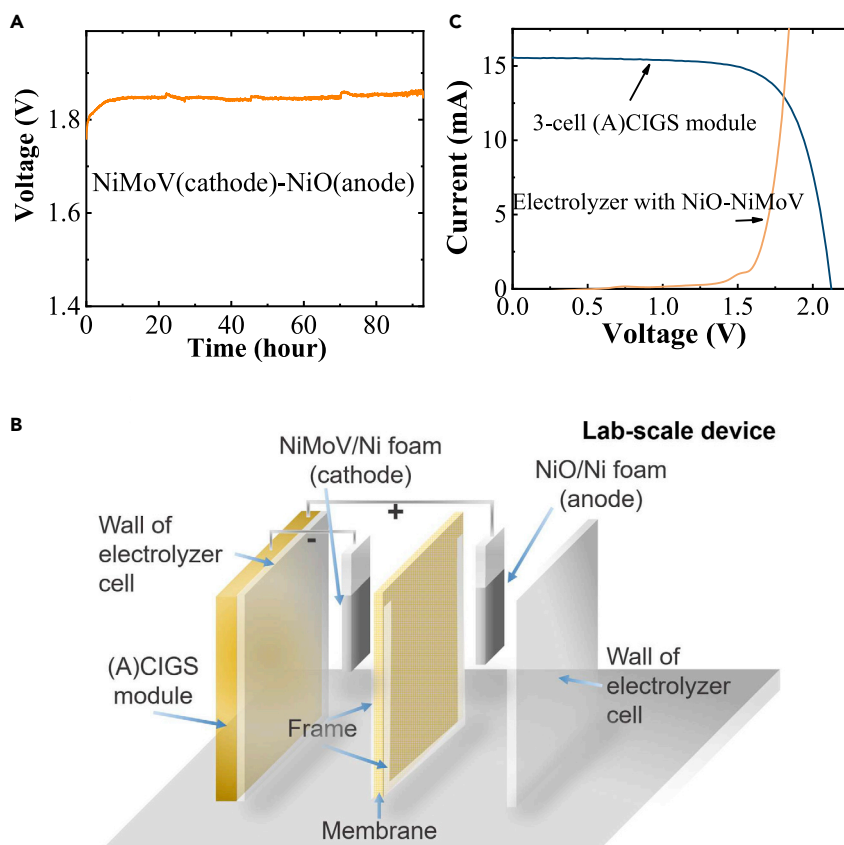 A
Voltage (V)
1.8
1.6
1.4
NiMoV(cathode)-NiO(anode)
0
20
40
60
80
Time (hour)
C
Current (mA)
15
10
5
0
3-cell (A)CIGS module
Electrolyzer with NiO-NiMoV
0.0
0.5
1.0
1.5
2.0
Voltage (V)
B
Lab-scale device
NiMoV/Ni foam
(cathode)
NiO/Ni foam
(anode)
Wall of
electrolyzer
cell
+
-
(A)CIGS
module
Frame
Wall of
electrolyzer
cell
Membrane